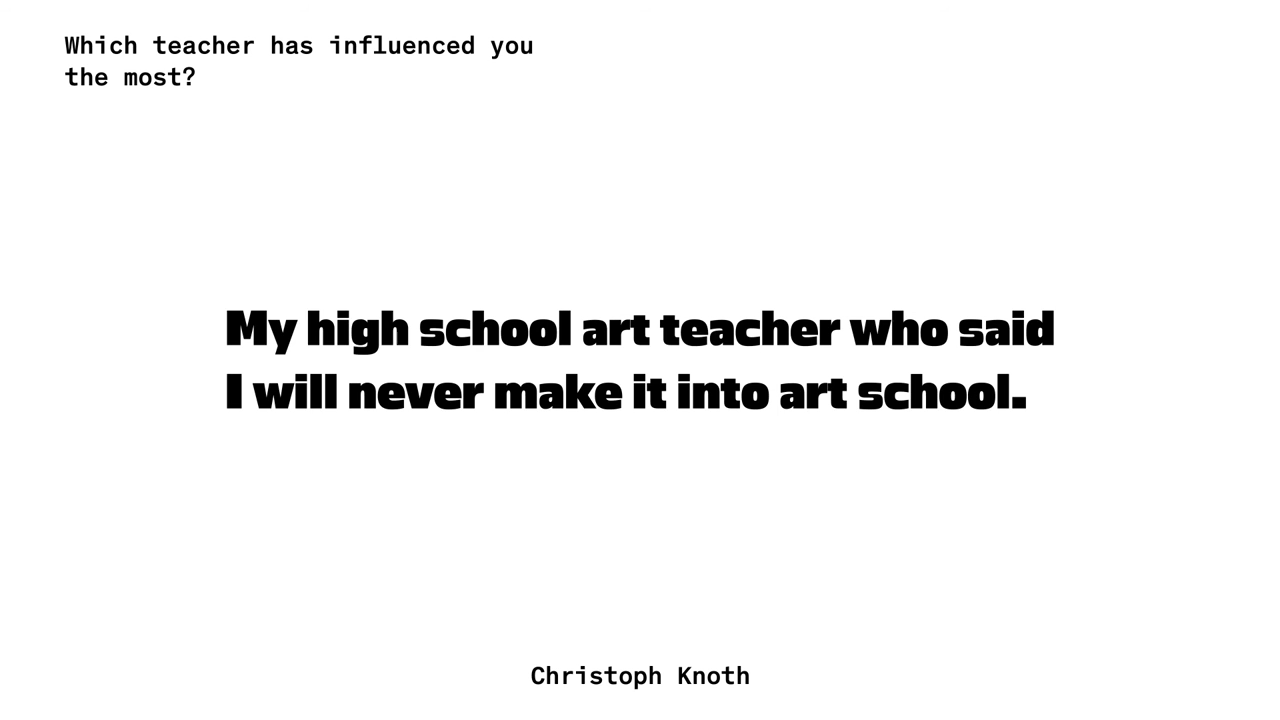 Which teacher has influenced you
the most?
My high school art teacher who said
I will never make it into art school.
Christoph Knoth